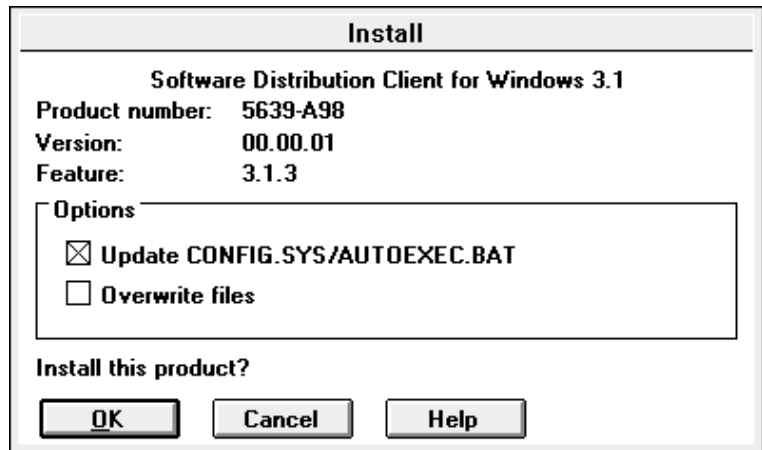 Install
Software Distribution Client for Windows 3.1
Product number: 5639-A98
Version: 00.00.01
Feature: 3.1.3
Options
Update CONFIG.SYS/AUTOEXEC.BAT
Overwrite files
Install this product?
OK Cancel Help